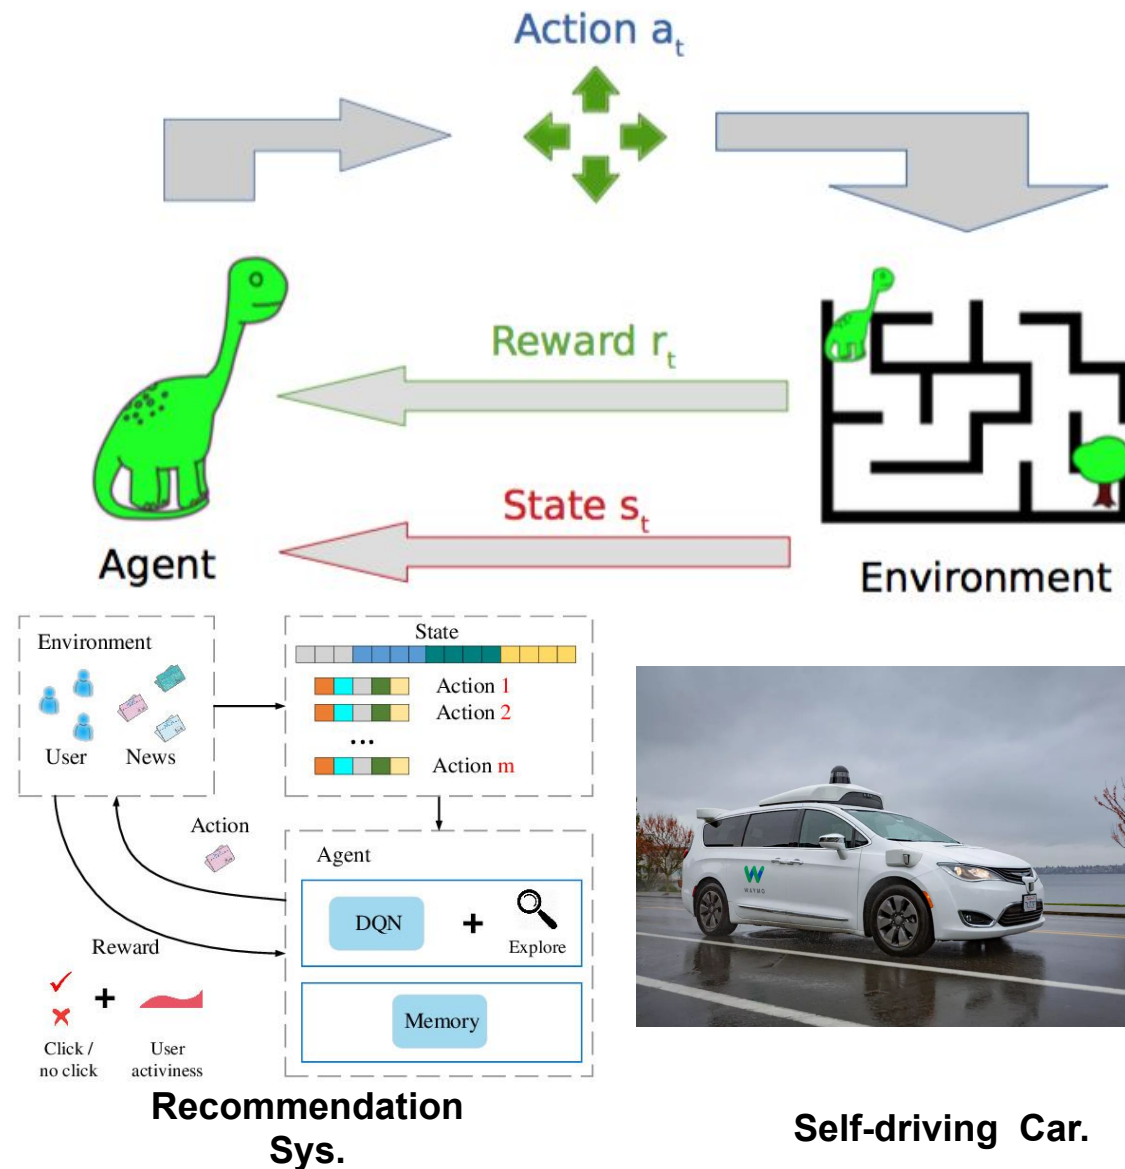 Action a_t
Reward r_t
State s_t
Agent
Environment
Environment
User
News
State
Action 1
Action 2
...
Action m
Action
Agent
DQN
+
Explore
Memory
Reward
+
Click /
no click
User
activiness
WAYMO
Recommendation
Sys.
Self-driving Car.